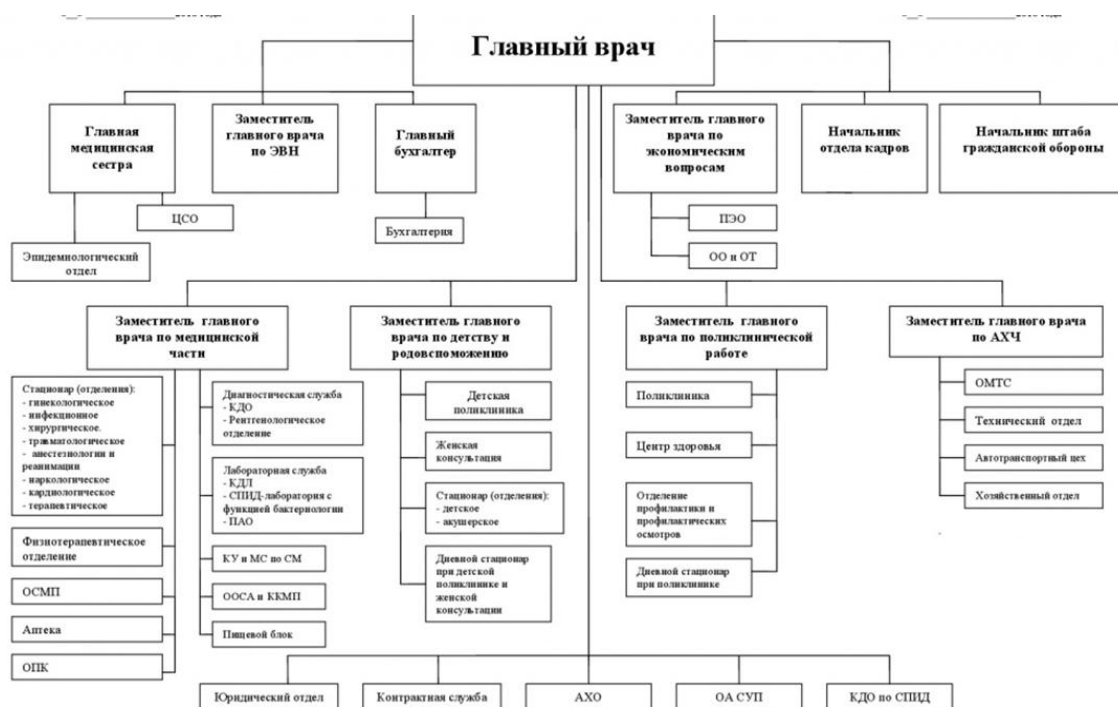 Главный врач
Главная
медицинская
сестра
Заместитель
главного врача
по ЭВН
Главный
бухгалтер
Заместитель главного
врача по
экономическим
вопросам
Начальник
отдела кадров
Начальник штаба
гражданской обороны
ЦСО
Эпидемиологический
отдел
Бухгалтерия
ПЭО
ОО и ОТ
Заместитель главного
врача по медицинской
части
Заместитель главного
врача по детству и
родовспоможению
Заместитель главного
врача по поликлинической
работе
Заместитель главного врача
по АХЧ
Стационар (отделения):
- гинекологическое
- инфекционное
- хирургическое.
- травматологическое
- анестезнологии и
реанимации
- наркологическое
- кардиологическое
- терапевтическое
Физиотерапевтическое
отделение
ОСМП
Аптека
ОПК
Диагностическая служба
- КДО
- Рентгенологическое
отделение
Лабораторная служба
- КДЛ
- СПИД-лаборатория с
функцией бактернологии
- ПАО
КУ и МС по СМ
ООСА и ККМП
Пищевой блок
Детская
поликлиника
Женская
консультация
Стационар (отделения):
- детское
- акушерское
Дневной стационар
при детской
поликлинике и
женской
консультации
Поликлиника
Центр здоровья
Отделение
профилактики и
профилактических
осмотров
Дневной стационар
при поликлинике
ОМТС
Технический отдел
Автотранспортный цех
Хозяйственный отдел
Юридический отдел
Контрактная служба
АХО
ОА СУП
КДО по СПИД